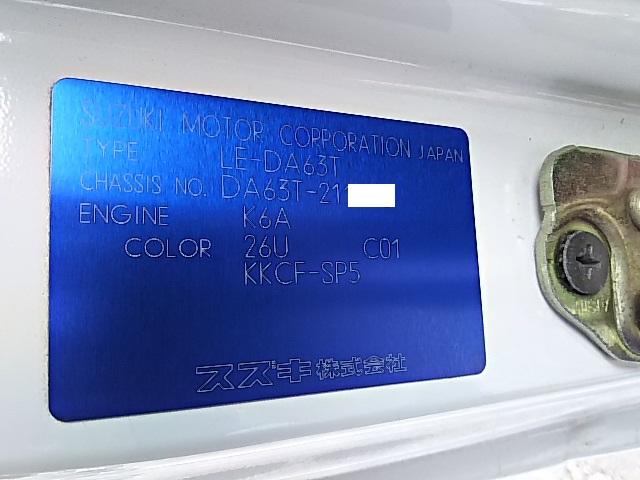 SUZUKI MOTOR CORPORATION JAPAN
TYPE LE-DA63T
CHASSIS NO. DA63T-211
ENGINE K6A
COLOR 26U C01
KKCF-SP5
スズキ株式会社